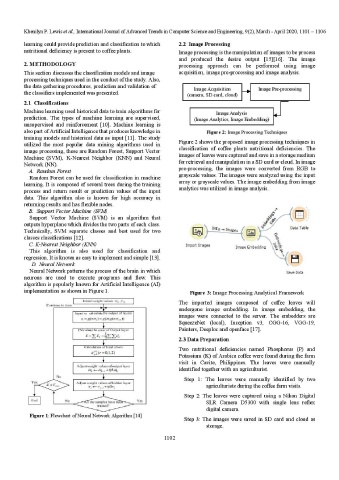 Khenilyn P. Lewis et al., International Journal of Advanced Trends in Computer Science and Engineering, 9(2), March - April 2020, 1101 – 1106
learning could provide prediction and classification in which
nutritional deficiency is present to coffee plants.
2. METHODOLOGY
This section discusses the classification models and image
processing techniques used in the conduct of the study. Also,
the data gathering procedures, prediction and validation of
the classifiers implemented was presented.
2.1 Classifications
Machine learning used historical data to train algorithms for
prediction. The types of machine learning are supervised,
unsupervised and reinforcement [10]. Machine learning is
also part of Artificial Intelligence that produces knowledge in
training models and historical data as input [11]. The study
utilized the most popular data mining algorithms used in
image processing, these are Random Forest, Support Vector
Machine (SVM), K-Nearest Neighbor (KNN) and Neural
Network (NN).
A. Random Forest
Random Forest can be used for classification in machine
learning. It is composed of several trees during the training
process and return result or prediction values of the input
data. This algorithm also is known for high accuracy in
returning results and has flexible nodes.
B. Support Vector Machine (SVM)
Support Vector Machine (SVM) is an algorithm that
outputs hyperplane which divides the two parts of each class.
Technically, SVM separate classes and best used for two
classes classifications [12].
C. K-Nearest Neighbor (KNN)
This algorithm is also used for classification and
regression. It is known as easy to implement and simple [13].
D. Neural Network
Neural Network patterns the process of the brain in which
neurons are used to execute programs and flow. This
algorithm is popularly known for Artificial Intelligence (AI)
implementation as shown in Figure 1.
Yes
No
End
Yes
Figure 1: Flowchart of Neural Network Algorithm [14]
2.2 Image Processing
Image processing is the manipulation of images to be process
and produced the desire output [15][16]. The image
processing approach can be performed using image
acquisition, image preprocessing and image analysis.
Image Acquisition
(camera, SD card, cloud)
Image Pre-processing
Image Analysis
(Image Analytics, Image Embedding)
Figure 2: Image Processing Techniques
Figure 2 shows the proposed image processing techniques in
classification of coffee plants nutritional deficiencies. The
images of leaves were captured and save in a storage medium
for retrieval and manipulation in a SD card or cloud. In image
pre-processing, the images were converted from RGB to
grayscale values. The images were analyzed using the input
array or grayscale values. The image embedding from image
analytics was utilized in image analysis.
Import Images
Image Embedding
Data Table
Save Data
Figure 3: Image Processing Analytical Framework
The imported images composed of coffee leaves will
undergone image embedding. In image embedding, the
images were connected to the server. The embedders are
SqueezeNet (local), Inception v3, VGG-16, VGG-19,
Painters, Deeploc and openface [17].
2.3 Data Preparation
Two nutritional deficiencies named Phosphorus (P) and
Potassium (K) of Arabica coffee were found during the farm
visit in Cavite, Philippines. The leaves were manually
identified together with an agriculturist.
Step 1: The leaves were manually identified by two
agriculturists during the coffee farm visits.
Step 2: The leaves were captured using a Nikon Digital
SLR Camera D5300 with single lens reflex
digital camera.
Step 3: The images were saved in SD card and cloud as
storage.
1102